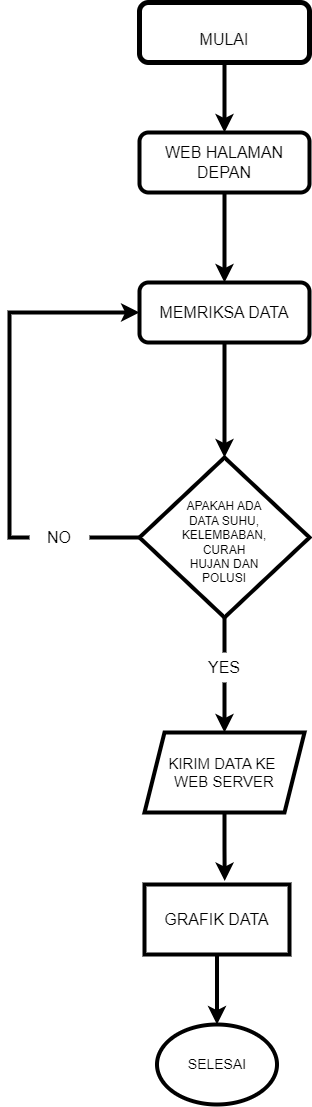 MULAI
WEB HALAMAN
DEPAN
MEMRIKSA DATA
APAKAH ADA
DATA SUHU,
KELEMBABAN,
CURAH
HUJAN DAN
POLUSI
NO
YES
KIRIM DATA KE
WEB SERVER
GRAFIK DATA
SELESAI